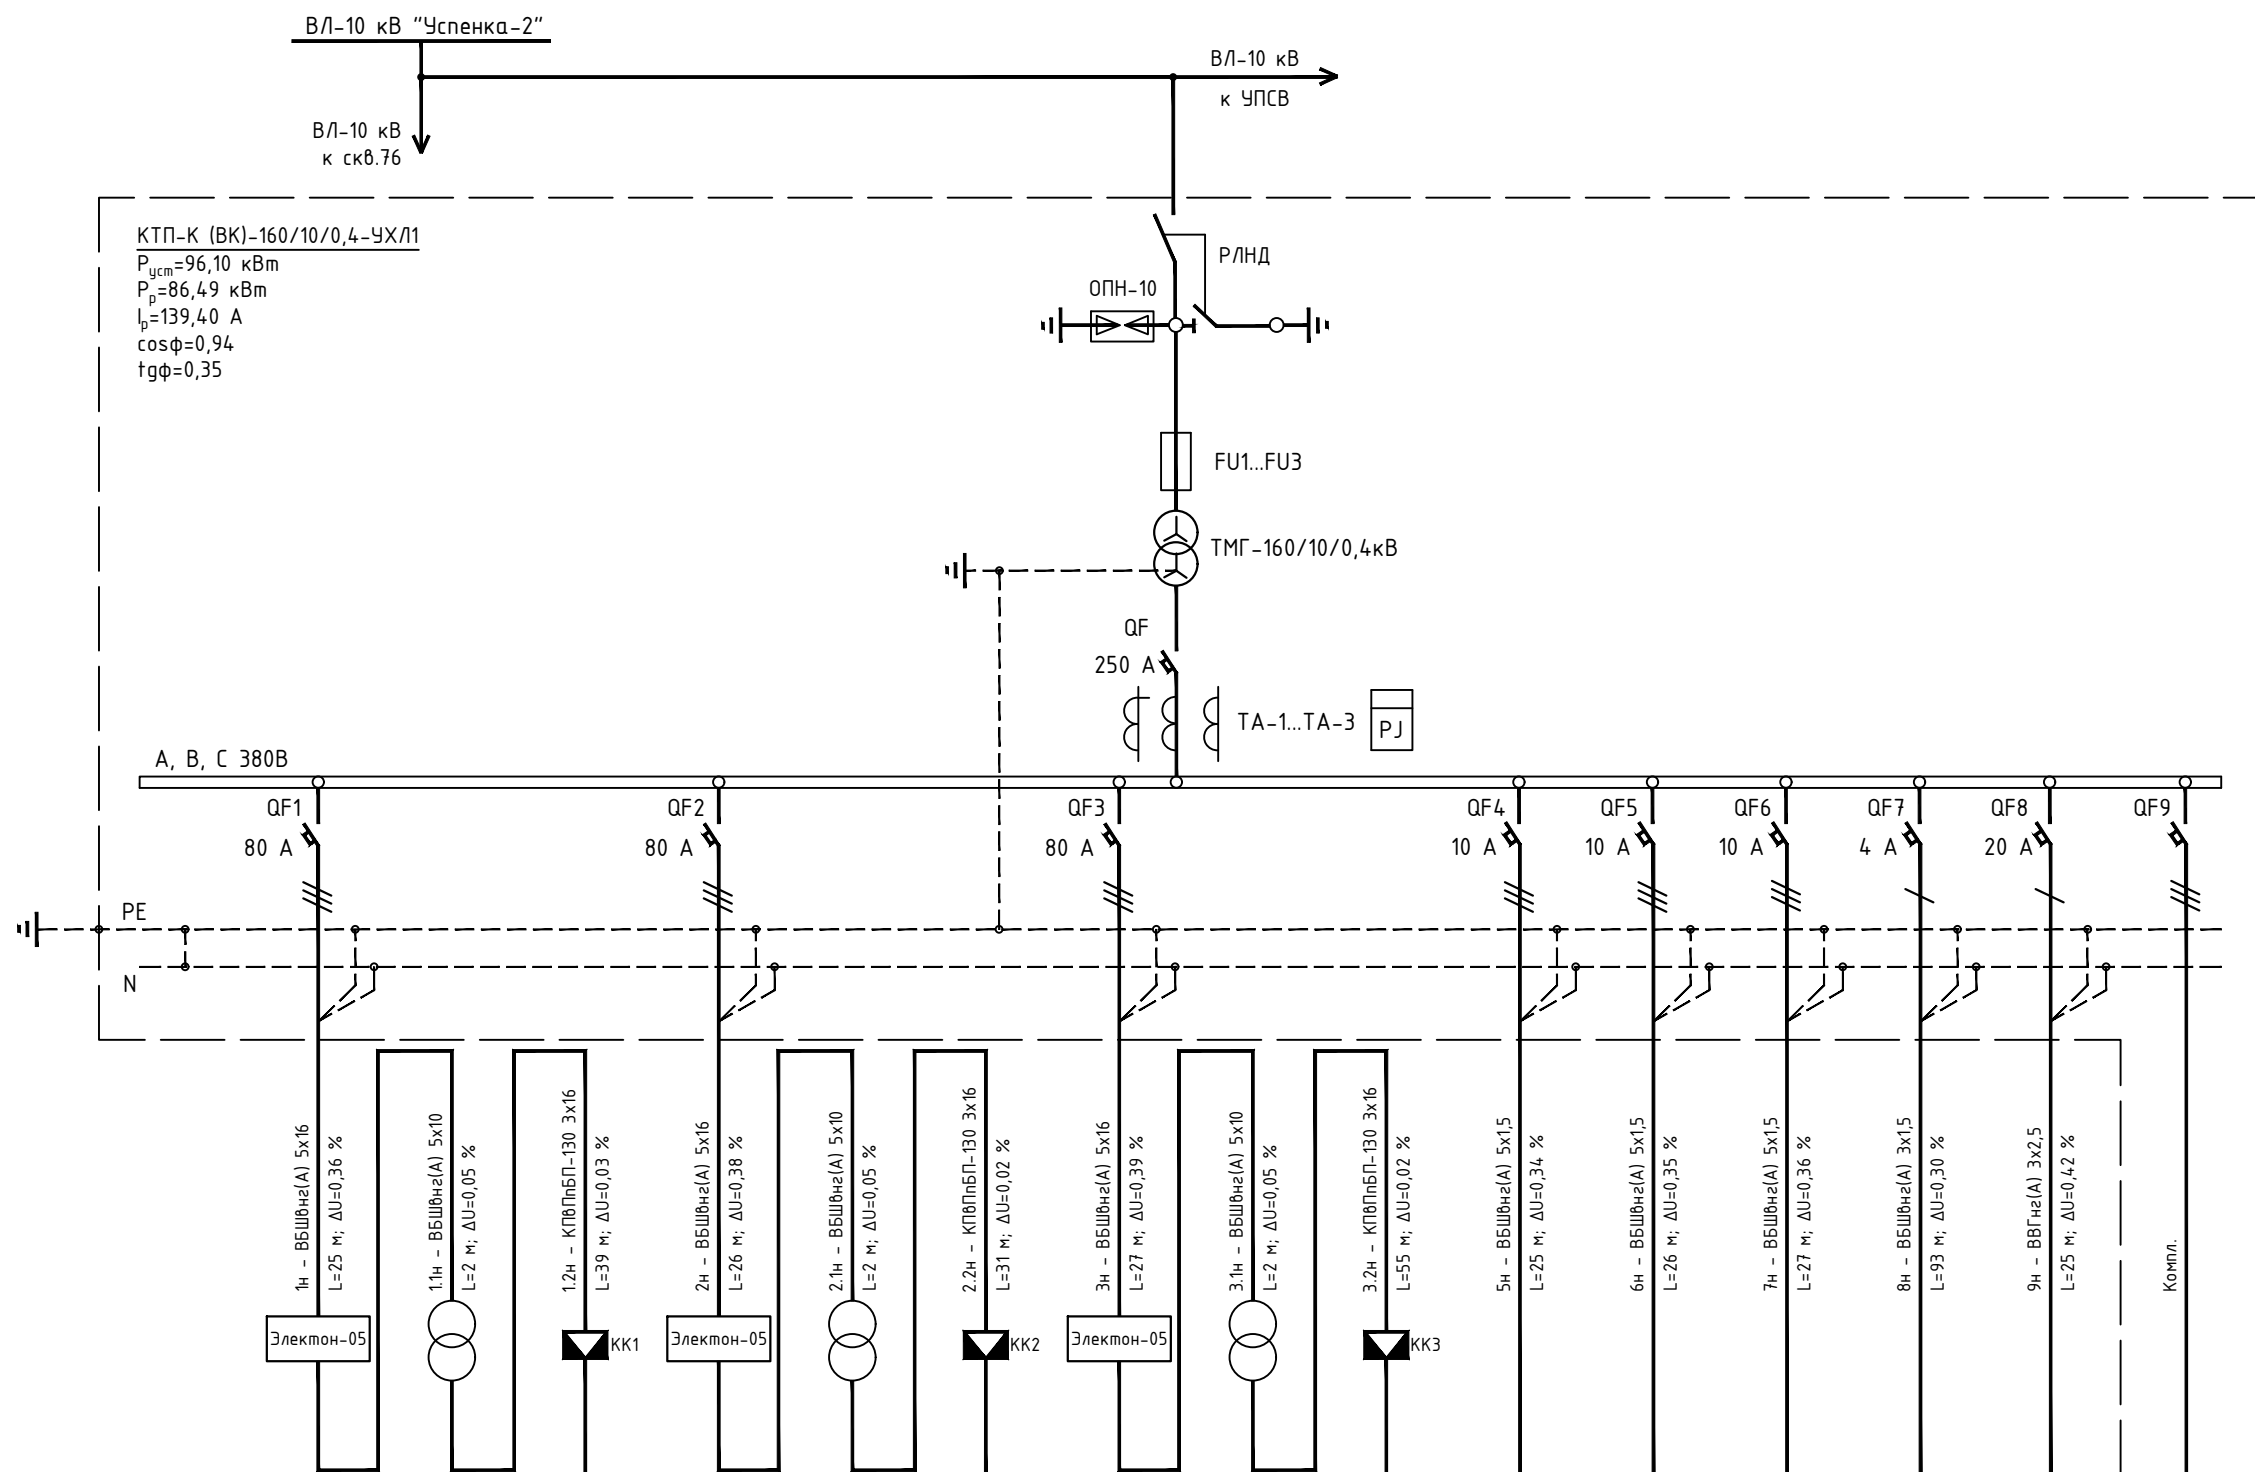 ВЛ-10 кВ "Успенка-2"
ВЛ-10 кВ
к УПСВ
ВЛ-10 кВ
к скв.76
КТП-К (ВК)-160/10/0,4-УХЛ1
Pуст=96,10 кВт
Pр=86,49 кВт
Iр=139,40 А
cosφ=0,94
tgφ=0,35
РЛНД
ОПН-10
FU1...FU3
ТМГ-160/10/0,4кВ
QF
250 А
ТА-1...ТА-3
PJ
А, В, С 380В
QF1
80 А
QF2
80 А
QF3
80 А
QF4
10 А
QF5
10 А
QF6
10 А
QF7
4 А
QF8
20 А
QF9
PE
N
1н - ВБШвнг(А) 5х16
L=25 м; ΔU=0,36 %
1.1н - ВБШвнг(А) 5х10
L=2 м; ΔU=0,05 %
1.2н - КПвПпБП-130 3х16
L=39 м; ΔU=0,03 %
2н - ВБШвнг(А) 5х16
L=26 м; ΔU=0,38 %
2.1н - ВБШвнг(А) 5х10
L=2 м; ΔU=0,05 %
2.2н - КПвПпБП-130 3х16
L=31 м; ΔU=0,02 %
3н - ВБШвнг(А) 5х16
L=27 м; ΔU=0,39 %
3.1н - ВБШвнг(А) 5х10
L=2 м; ΔU=0,05 %
3.2н - КПвПпБП-130 3х16
L=55 м; ΔU=0,02 %
5н - ВБШвнг(А) 5х1,5
L=25 м; ΔU=0,34 %
6н - ВБШвнг(А) 5х1,5
L=26 м; ΔU=0,35 %
7н - ВБШвнг(А) 5х1,5
L=27 м; ΔU=0,36 %
8н - ВБШвнг(А) 3х1,5
L=93 м; ΔU=0,30 %
9н - ВВГнг(А) 3х2,5
L=25 м; ΔU=0,42 %
Компл.
Электон-05
КК1
Электон-05
КК2
Электон-05
КК3